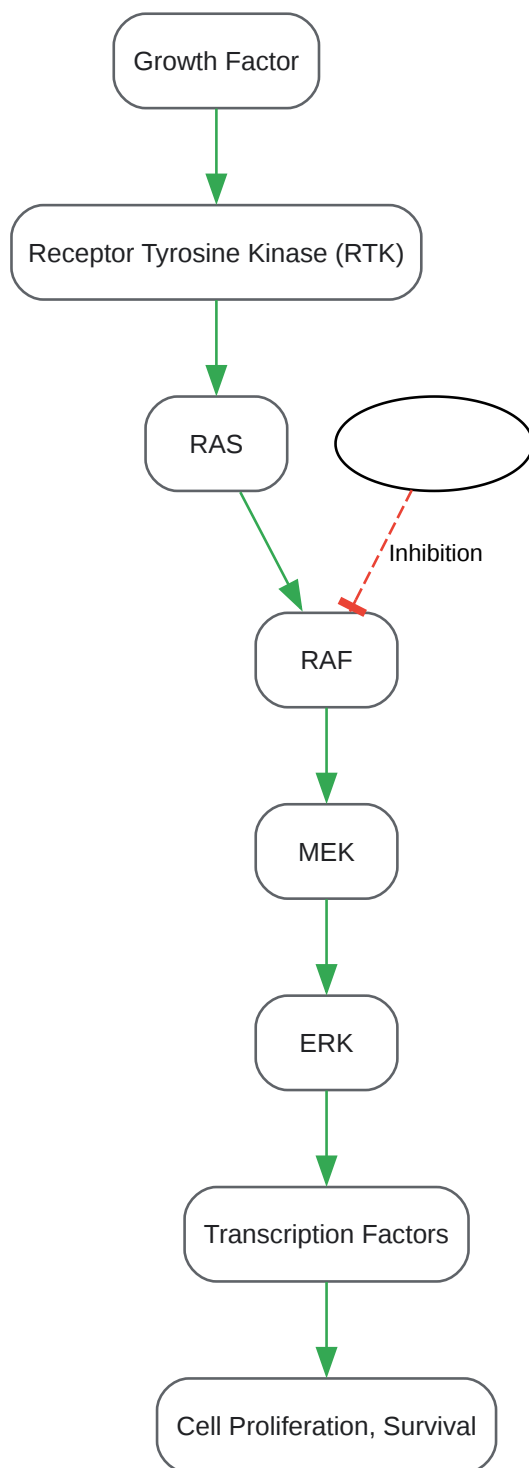 Growth Factor
Receptor Tyrosine Kinase (RTK)
RAS
Inhibition
RAF
MEK
ERK
Transcription Factors
Cell Proliferation, Survival